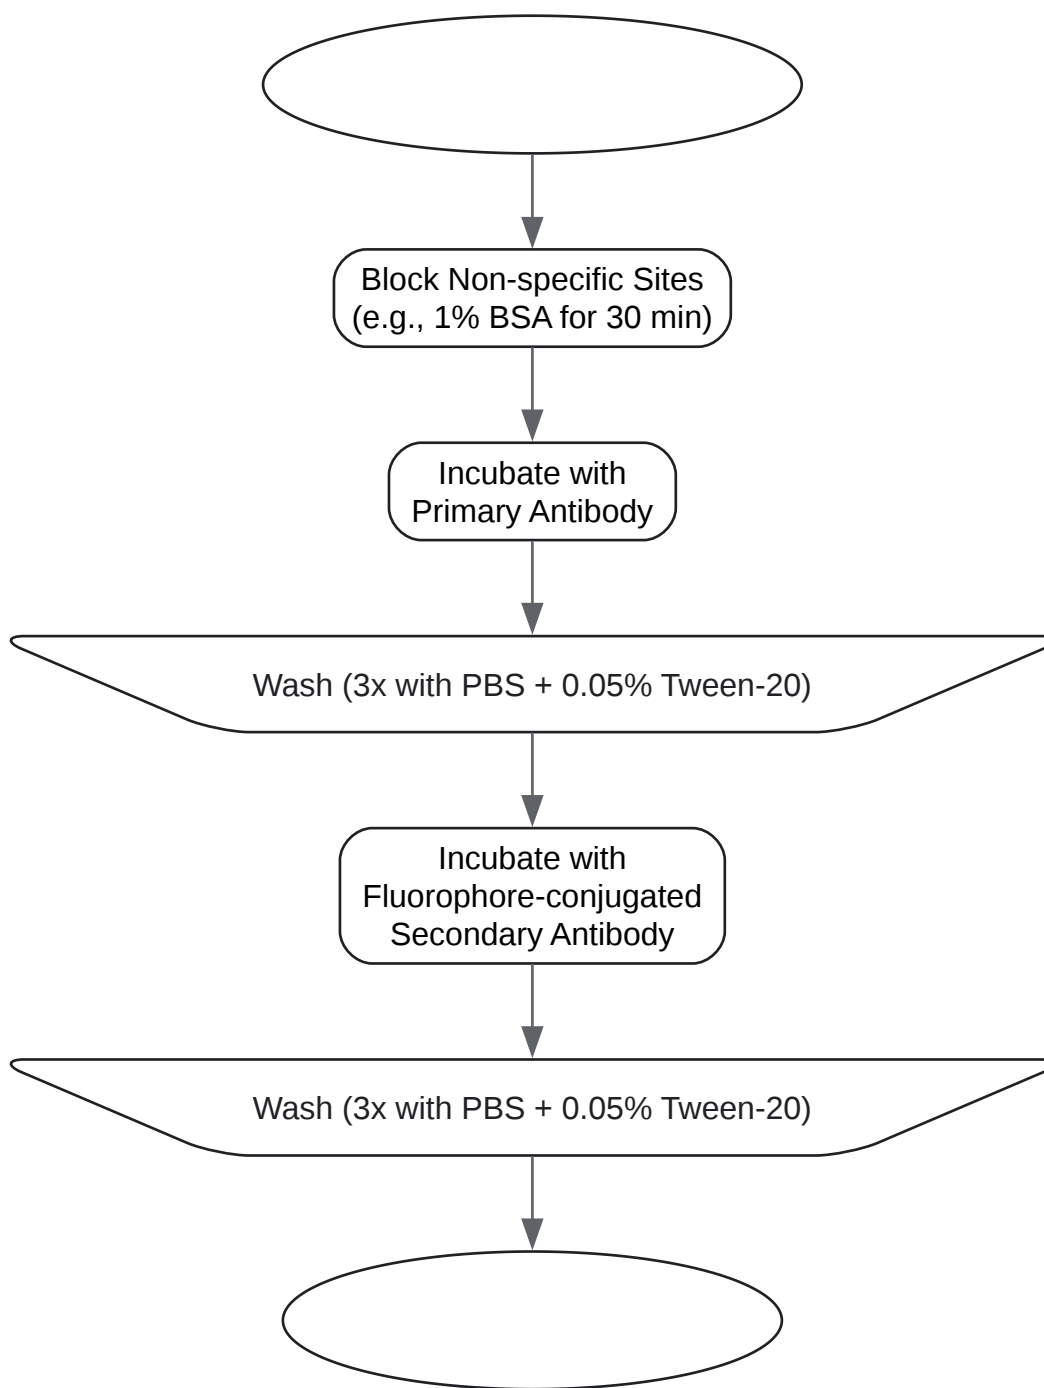 Block Non-specific Sites
(e.g., 1% BSA for 30 min)
Incubate with
Primary Antibody
Wash (3x with PBS + 0.05% Tween-20)
Incubate with
Fluorophore-conjugated
Secondary Antibody
Wash (3x with PBS + 0.05% Tween-20)